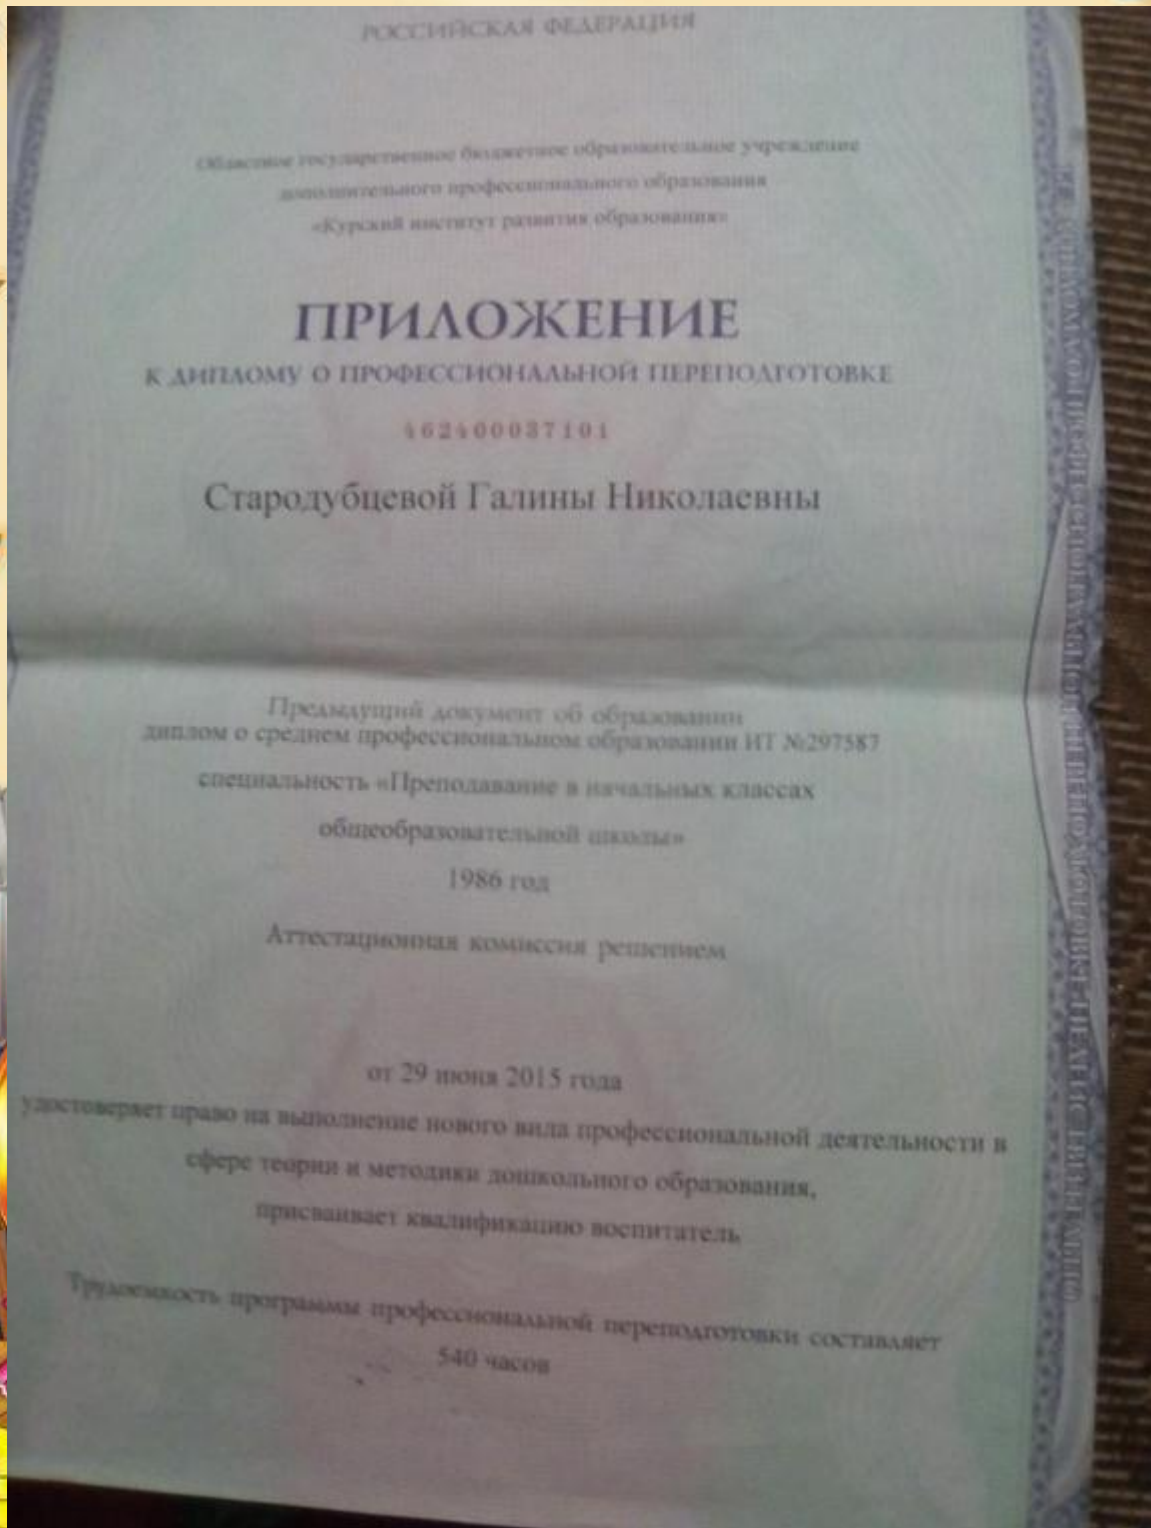 РОССИЙСКАЯ ФЕДЕРАЦИЯ
Областное государственное бюджетное образовательное учреждение
дополнительного профессионального образования
«Курский институт развития образования»
ПРИЛОЖЕНИЕ
К ДИПЛОМУ О ПРОФЕССИОНАЛЬНОЙ ПЕРЕПОДГОТОВКЕ
462400037101
Стародубцевой Галины Николаевны
Предыдущий документ об образовании
диплом о среднем профессиональном образовании ИТ №297587
специальность «Преподавание в начальных классах
общеобразовательной школы»
1986 год
Аттестационная комиссия решением
от 29 июня 2015 года
удостоверяет право на выполнение нового вида профессиональной деятельности в
сфере теории и методики дошкольного образования,
присваивает квалификацию воспитатель
Трудоемкость программы профессиональной переподготовки составляет
540 часов